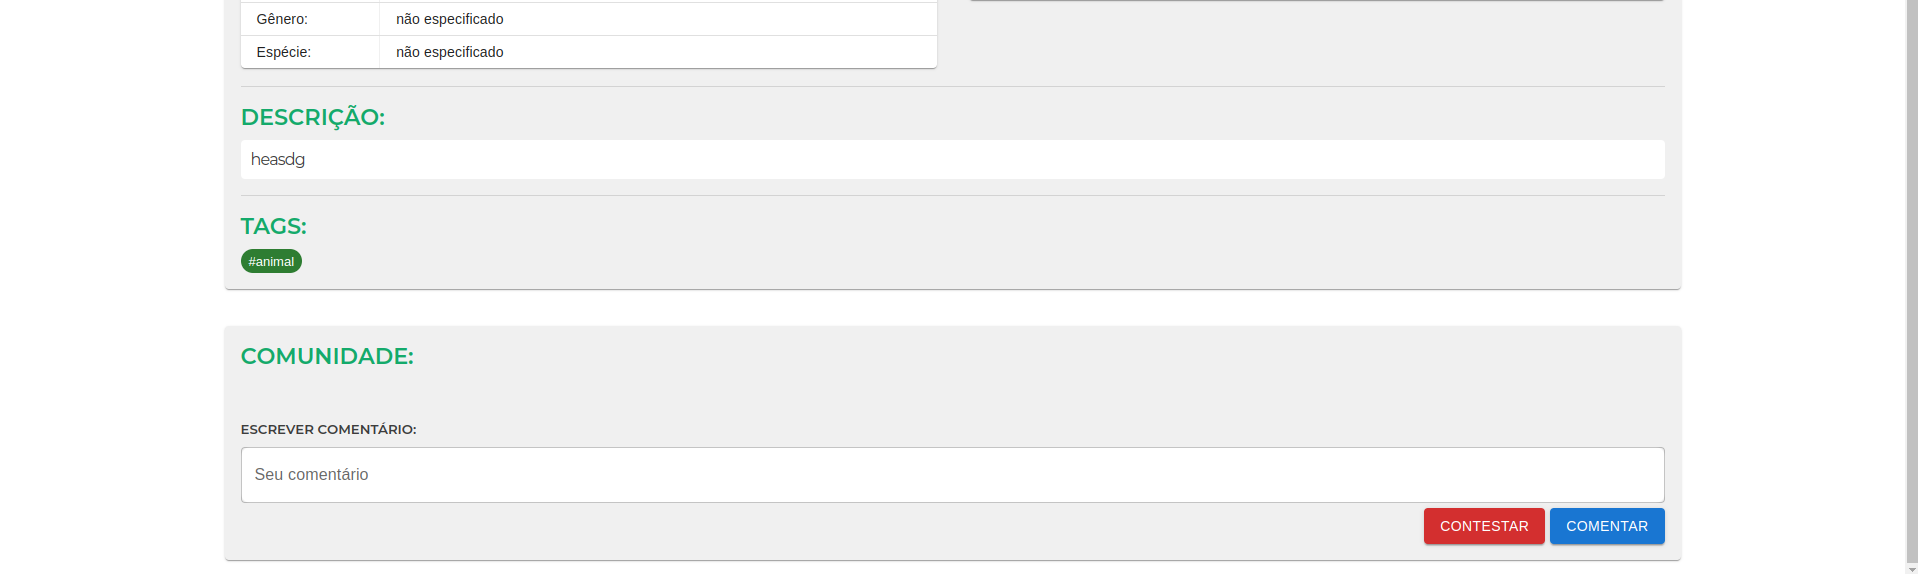 Gênero: não especificado
Espécie: não especificado
DESCRIÇÃO:
heasdg
TAGS:
#animal
COMUNIDADE:
ESCREVER COMENTÁRIO:
Seu comentário
CONTESTAR COMENTAR